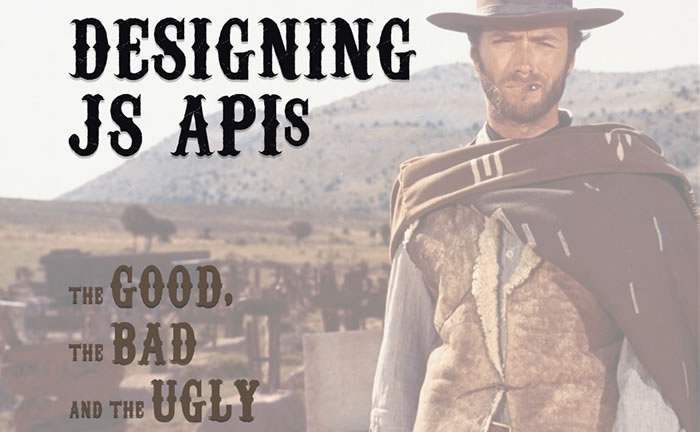 DESIGNING
JS APIs
THE GOOD,
THE BAD
AND THE UGLY